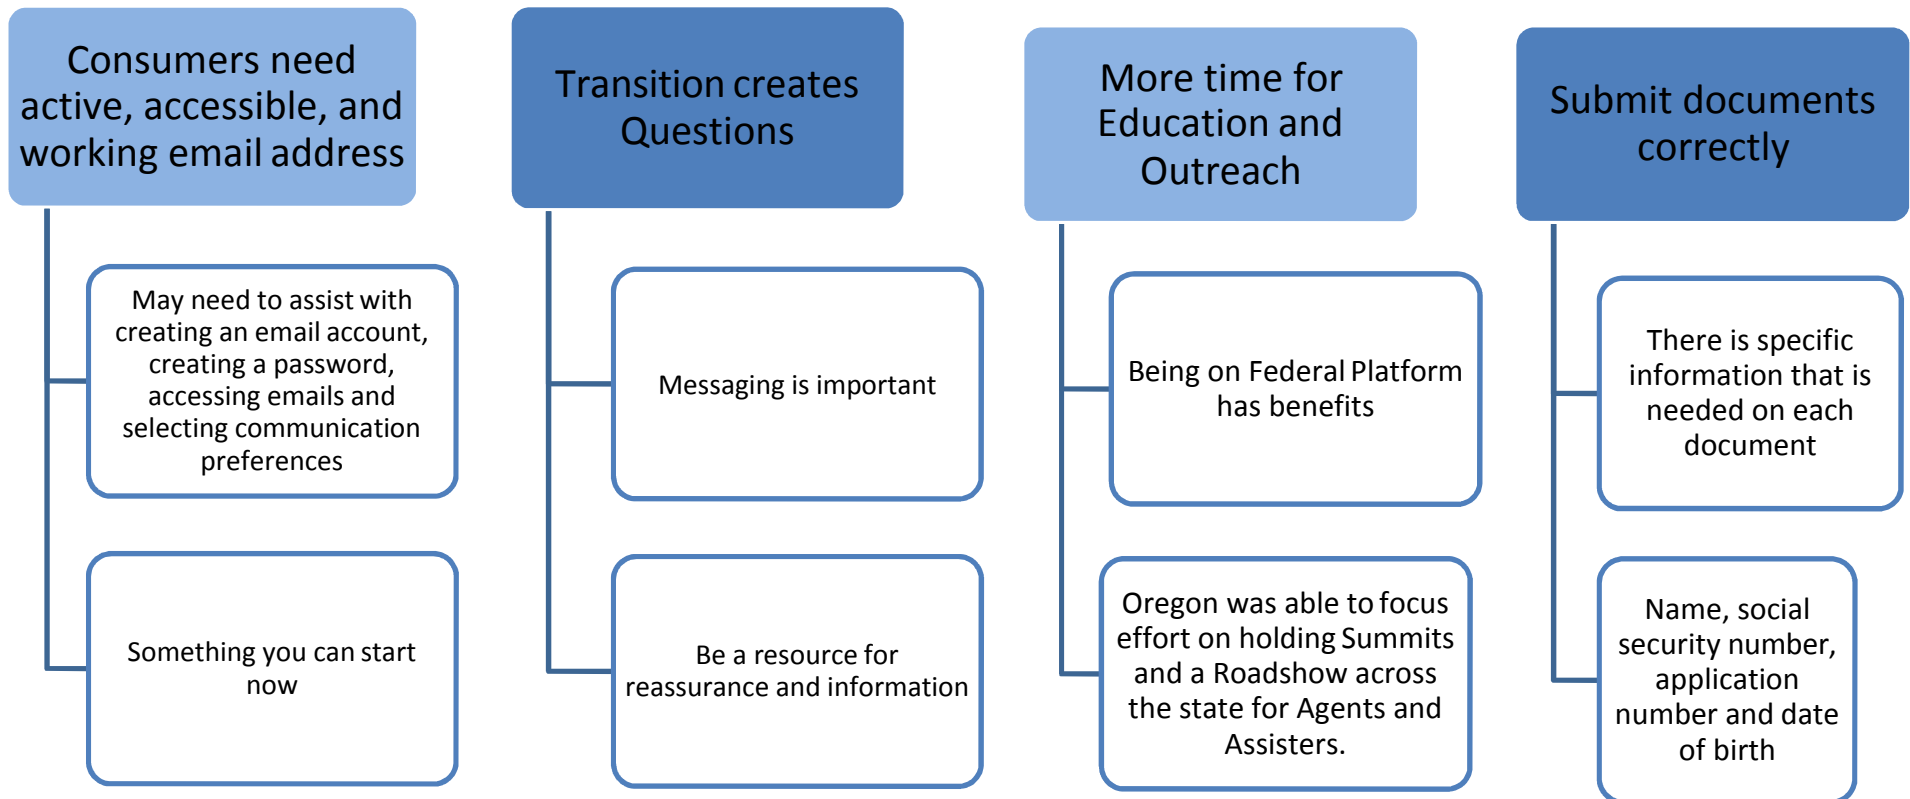 Consumers need
active, accessible, and
working email address
May need to assist with
creating an email account,
creating a password,
accessing emails and
selecting communication
preferences
Something you can start
now
Transition creates
Questions
Messaging is important
Be a resource for
reassurance and information
More time for
Education and
Outreach
Being on Federal Platform
has benefits
Oregon was able to focus
effort on holding Summits
and a Roadshow across
the state for Agents and
Assisters.
Submit documents
correctly
There is specific
information that is
needed on each
document
Name, social
security number,
application
number and date
of birth